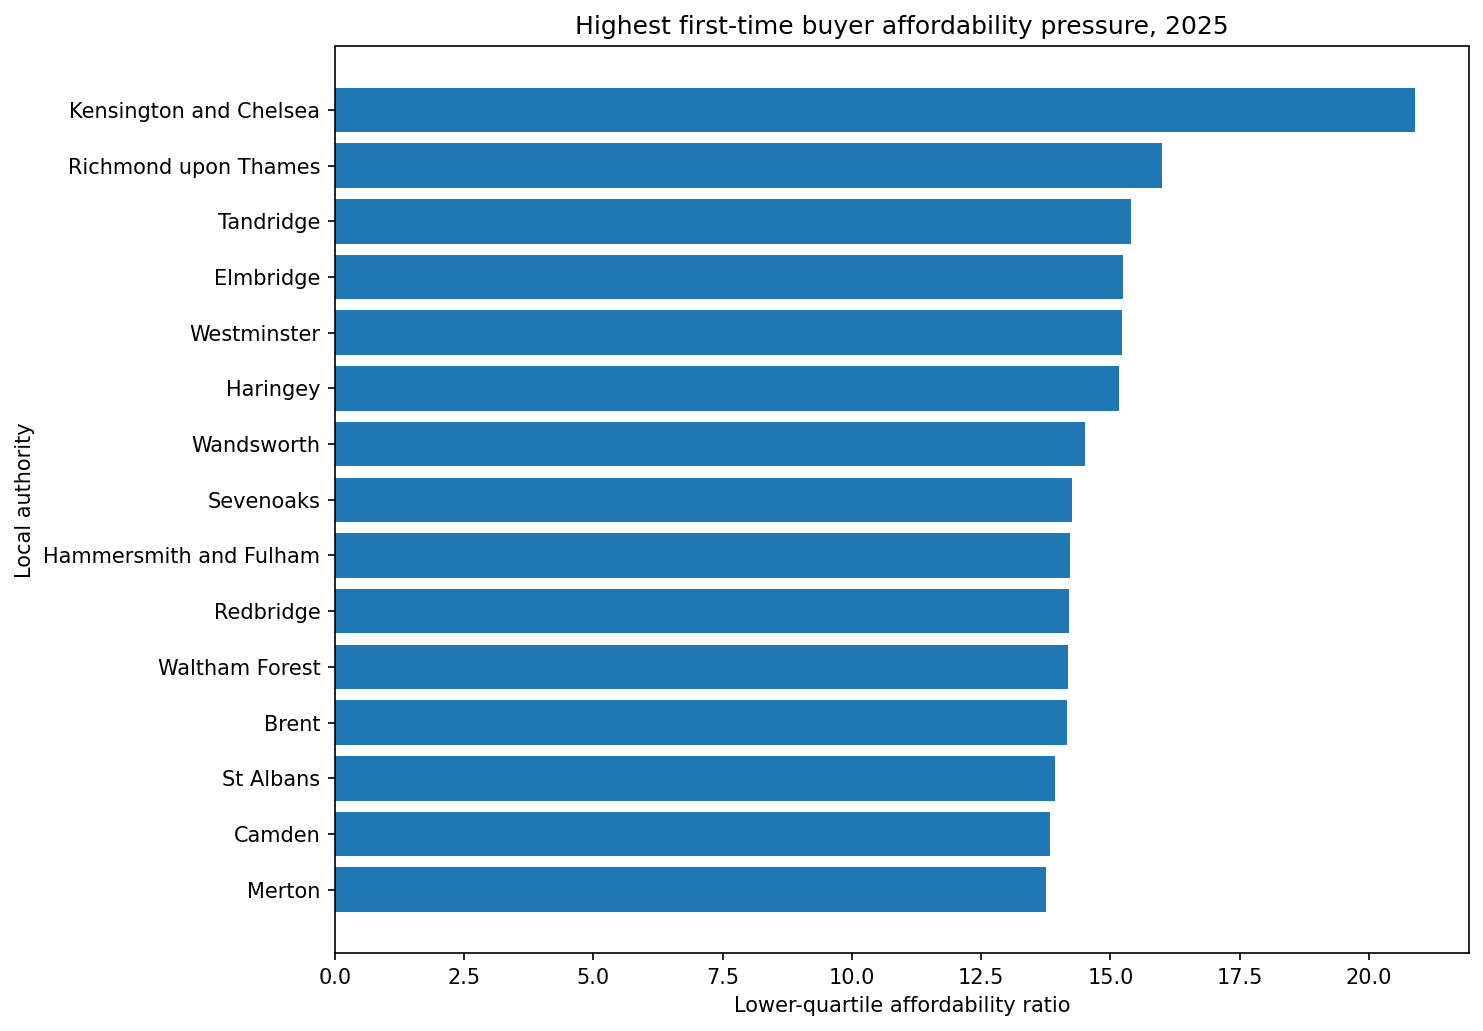 Highest first-time buyer affordability pressure, 2025
Local authority
Kensington and Chelsea
Richmond upon Thames
Tandridge
Elmbridge
Westminster
Haringey
Wandsworth
Sevenoaks
Hammersmith and Fulham
Redbridge
Waltham Forest
Brent
St Albans
Camden
Merton
0.0 2.5 5.0 7.5 10.0 12.5 15.0 17.5 20.0
Lower-quartile affordability ratio